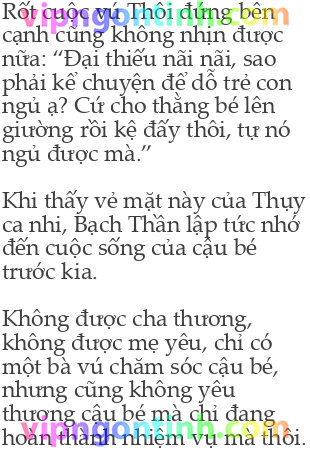 Rốt cuộc vú Thôi đứng bên
cạnh cũng không nhịn được
nữa: “Đại thiếu nãi nãi, sao
phải kể chuyện để dỗ trẻ con
ngủ ạ? Cứ cho thằng bé lên
giường rồi kệ đấy thôi, tự nó
ngủ được mà.”
Khi thấy vẻ mặt này của Thụy
ca nhi, Bạch Thần lập tức nhớ
đến cuộc sống của cậu bé
trước kia.
Không được cha thương,
không được mẹ yêu, chỉ có
một bà vú chăm sóc cậu bé,
nhưng cũng không yêu
thương cậu bé mà chỉ đang
hoàn thành nhiệm vụ mà thôi.
vipngontinh.com
vipngontinh.com